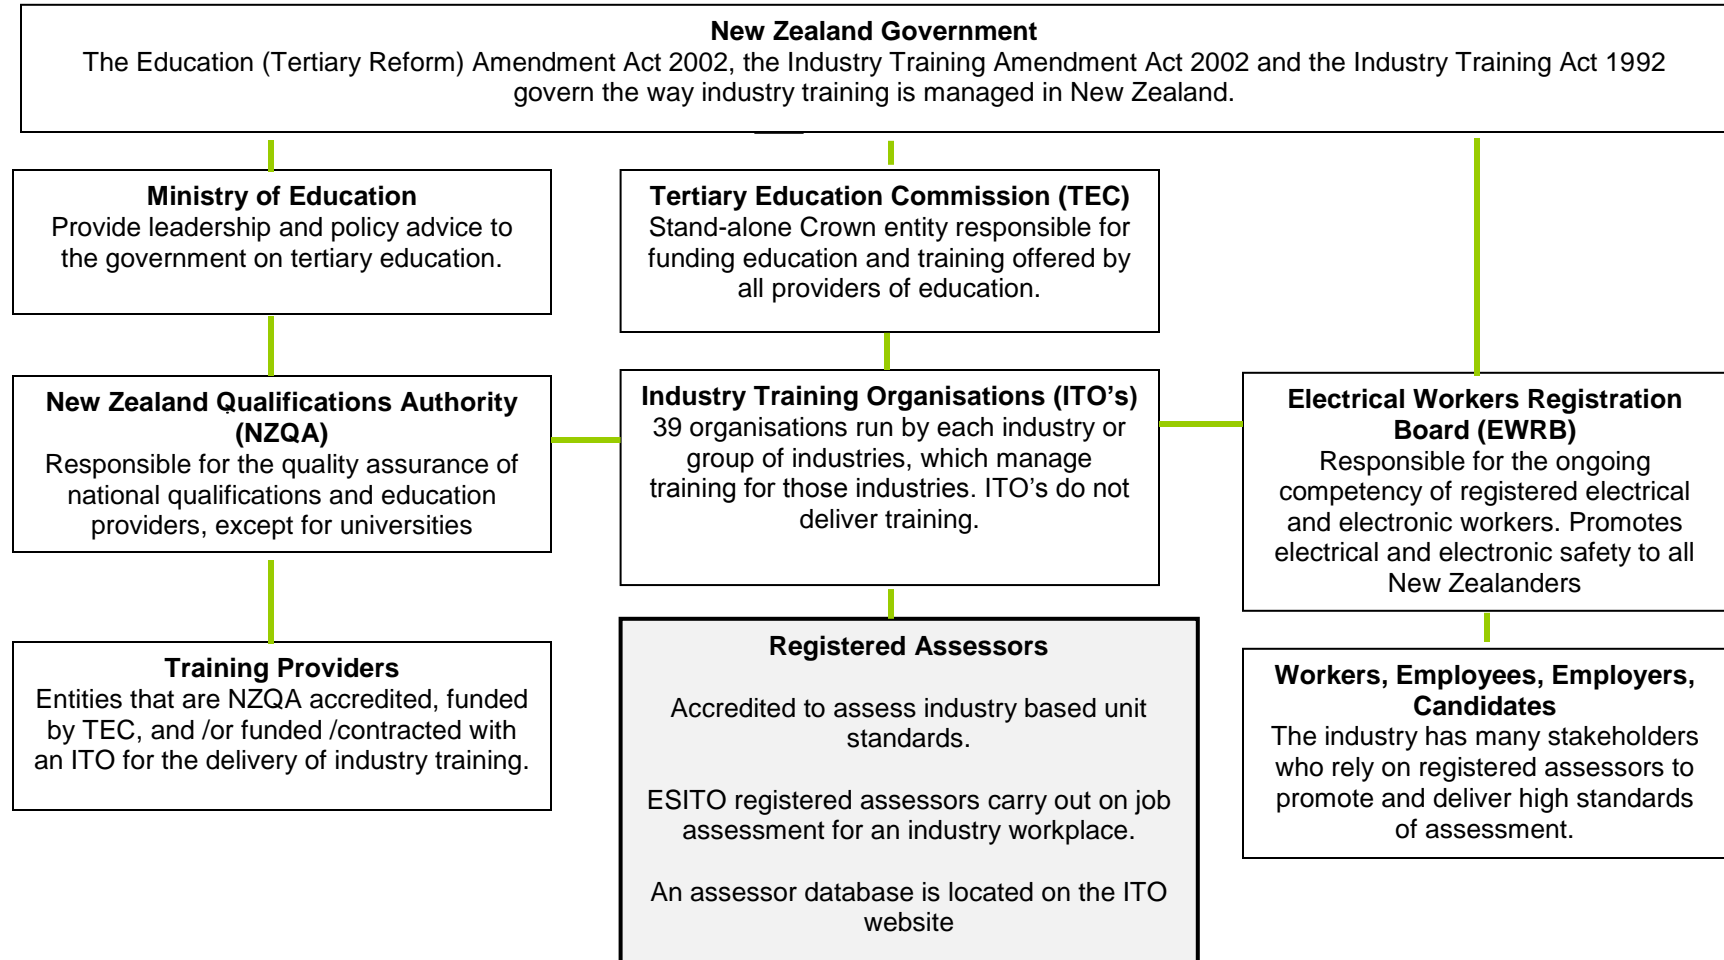 New Zealand Government
The Education (Tertiary Reform) Amendment Act 2002, the Industry Training Amendment Act 2002 and the Industry Training Act 1992
govern the way industry training is managed in New Zealand.
Ministry of Education
Provide leadership and policy advice to
the government on tertiary education.
Tertiary Education Commission (TEC)
Stand-alone Crown entity responsible for
funding education and training offered by
all providers of education.
New Zealand Qualifications Authority
(NZQA)
Responsible for the quality assurance of
national qualifications and education
providers, except for universities
Industry Training Organisations (ITO’s)
39 organisations run by each industry or
group of industries, which manage
training for those industries. ITO’s do not
deliver training.
Electrical Workers Registration
Board (EWRB)
Responsible for the ongoing
competency of registered electrical
and electronic workers. Promotes
electrical and electronic safety to all
New Zealanders
Training Providers
Entities that are NZQA accredited, funded
by TEC, and /or funded /contracted with
an ITO for the delivery of industry training.
Registered Assessors
Accredited to assess industry based unit
standards.
ESITO registered assessors carry out on job
assessment for an industry workplace.
An assessor database is located on the ITO
website
Workers, Employees, Employers,
Candidates
The industry has many stakeholders
who rely on registered assessors to
promote and deliver high standards
of assessment.